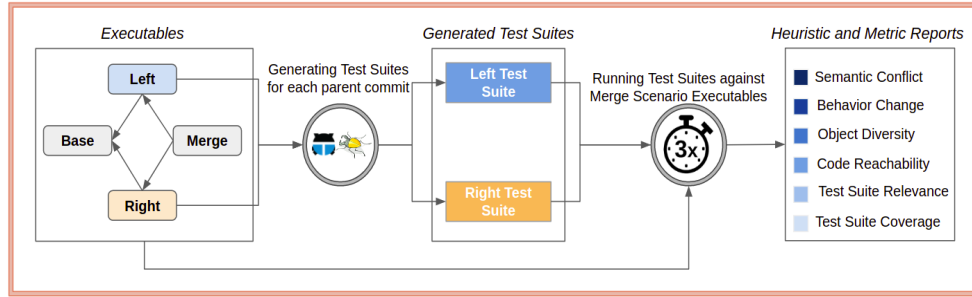 Executables
Left
Base
Merge
Right
Generating Test Suites
for each parent commit
Generated Test Suites
Left Test
Suite
Right Test
Suite
Running Test Suites against
Merge Scenario Executables
3x
Heuristic and Metric Reports
Semantic Conflict
Behavior Change
Object Diversity
Code Reachability
Test Suite Relevance
Test Suite Coverage